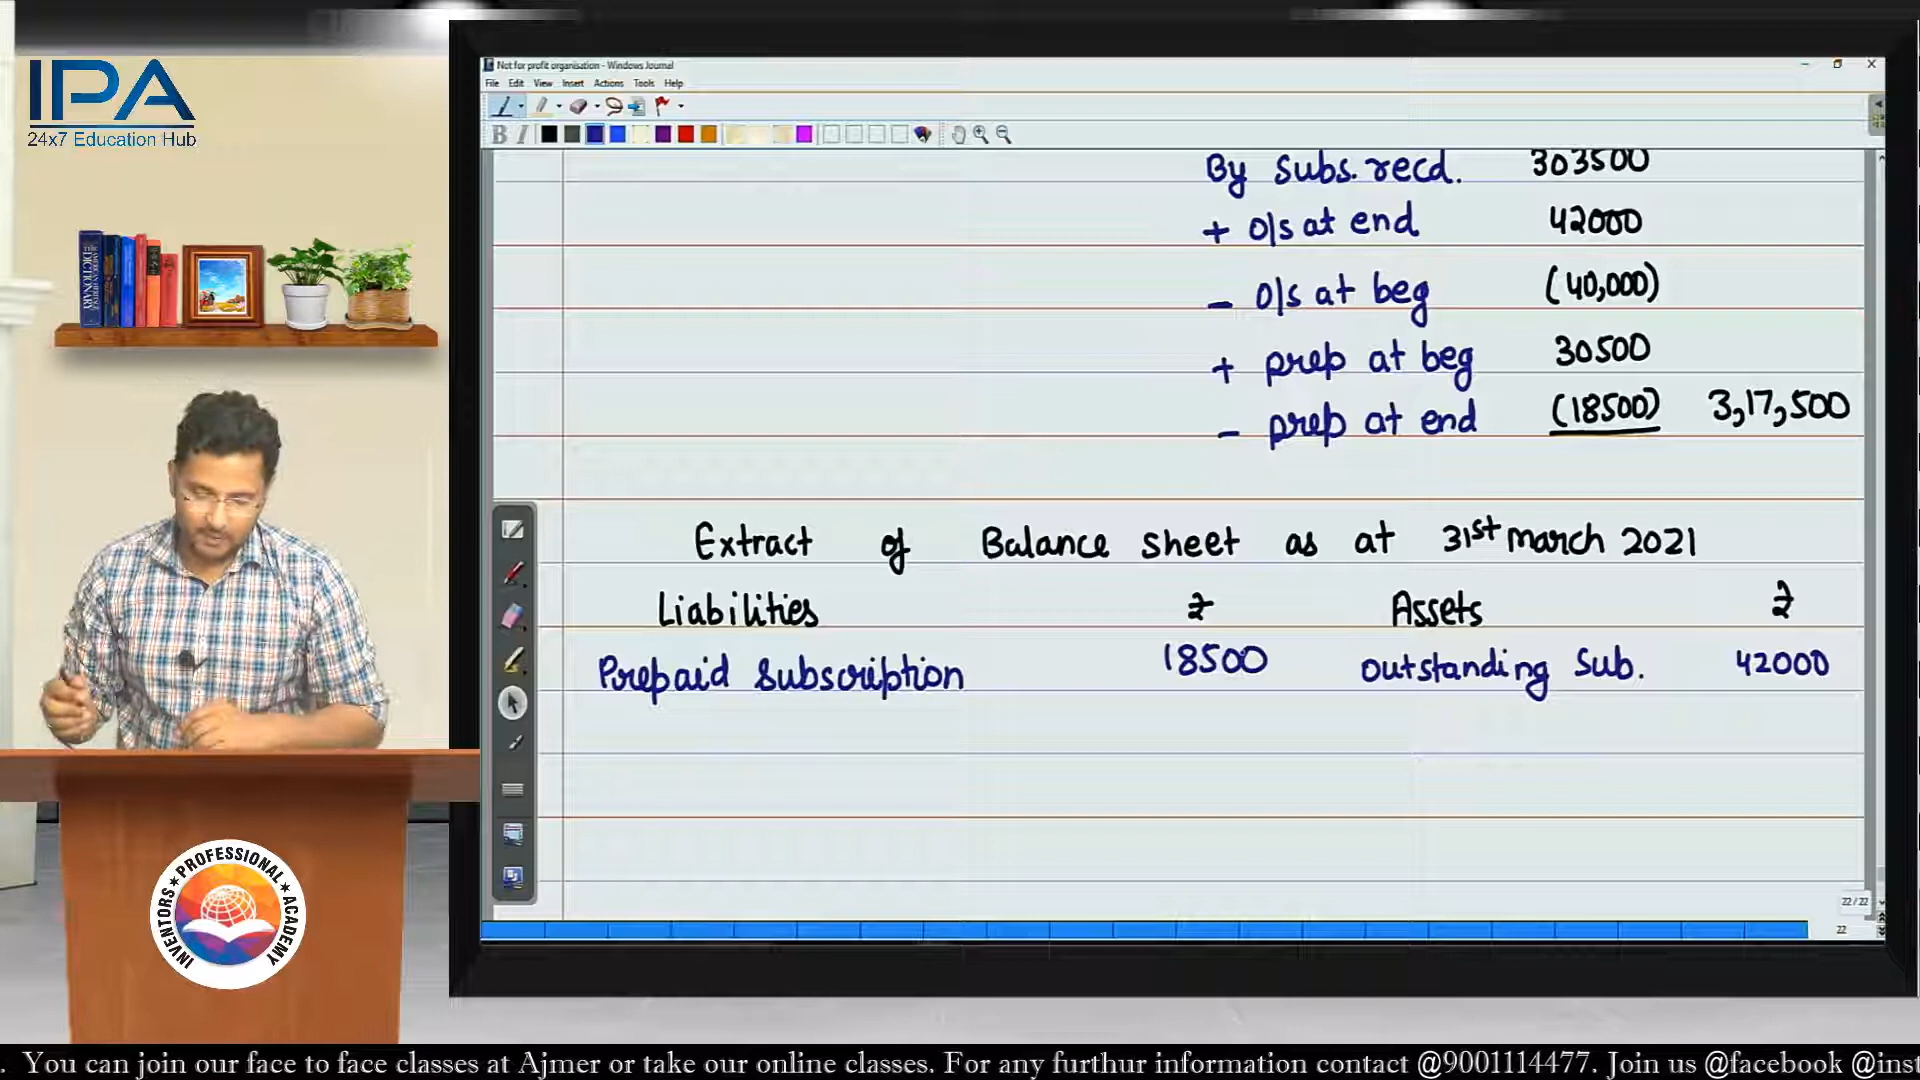 IPA
24x7 Education Hub
Not for profit organisation - Windows Journal
File Edit View Insert Actions Tools Help
B I
By Subs. recd. 303500
+ o/s at end 42000
- o/s at beg (40,000)
+ prep at beg 30500
- prep at end (18500) 3,17,500
Extract of Balance sheet as at 31st march 2021
Liabilities ₹ Assets ₹
Prepaid Subscription 18500 Outstanding Sub. 42000
22 / 22
22
INVENTORS PROFESSIONAL ACADEMY
. You can join our face to face classes at Ajmer or take our online classes. For any furthur information contact @9001114477. Join us @facebook @inst